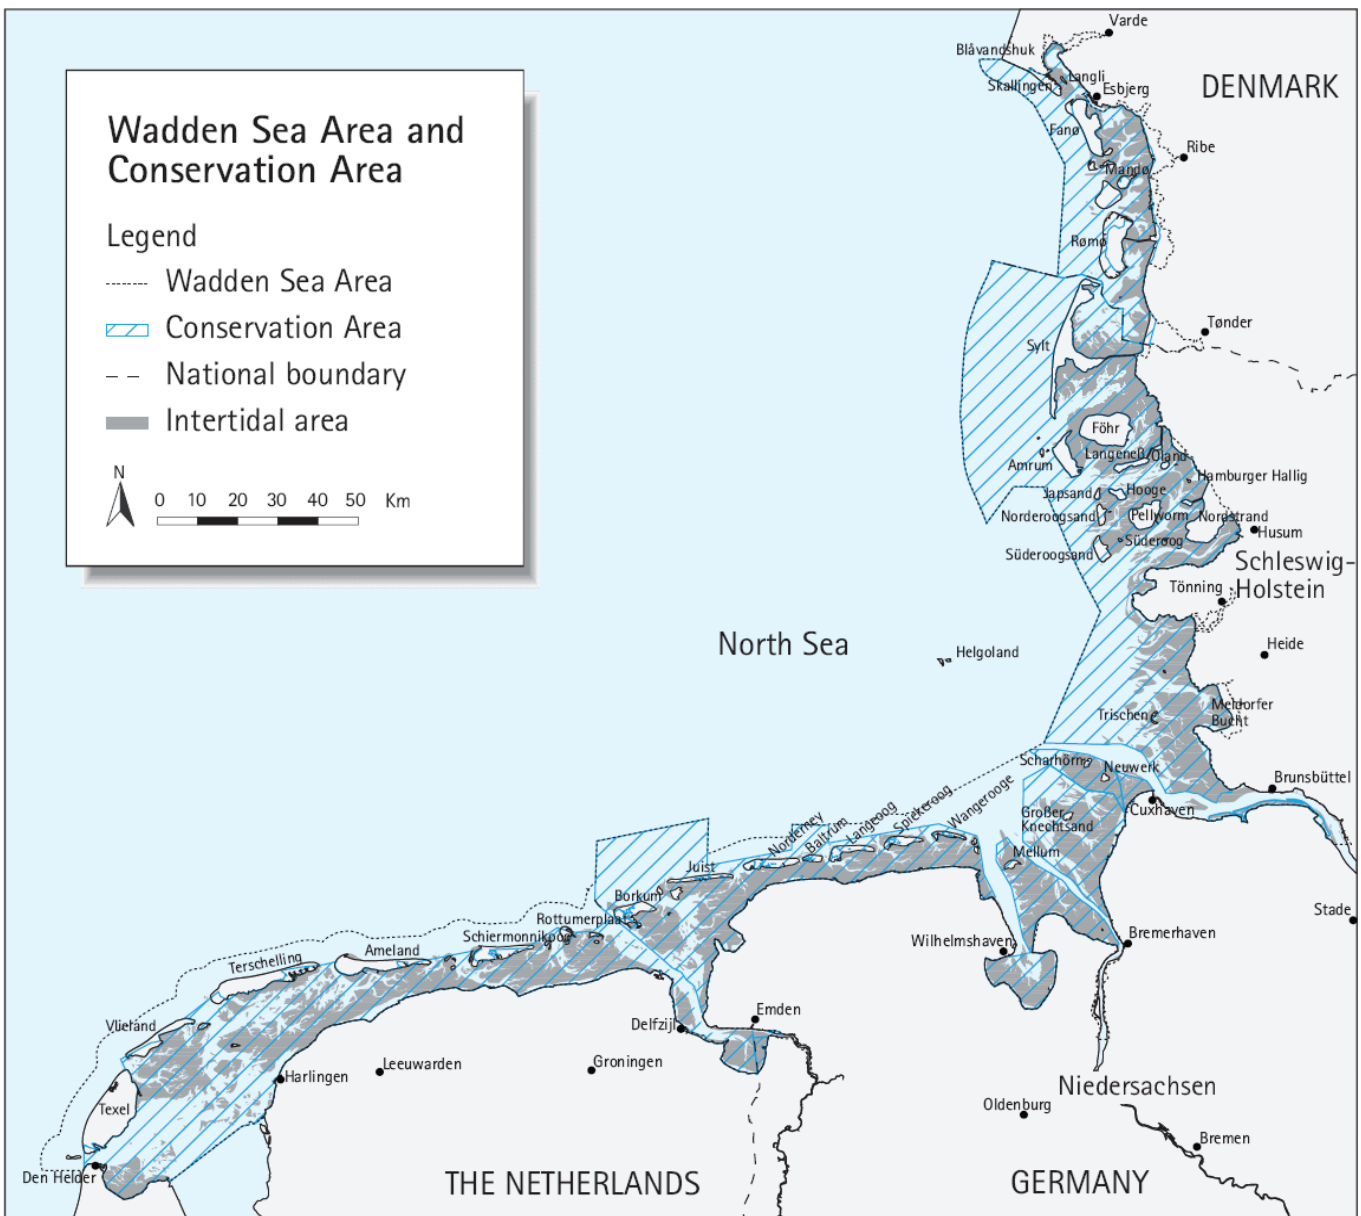 Wadden Sea Area and
Conservation Area
Legend
Wadden Sea Area
Conservation Area
National boundary
Intertidal area
N
0 10 20 30 40 50 Km
Varde
Blåvandshuk
Langli
Skallingen
Esbjerg
DENMARK
Fanø
Ribe
Mandø
Rømø
Tønder
Sylt
Föhr
Langeneß
Oland
Amrum
Hamburger Hallig
Japsand
Hooge
Norderoogsand
Pellworm
Nordstrand
Husum
Süderoog
Süderoogsand
Schleswig-
Holstein
Tönning
North Sea
Helgoland
Heide
Trischen
Meldorfer
Bucht
Scharhörn
Neuwerk
Brunsbüttel
Cuxhaven
Großer
Knechtsand
Mellum
Wangerooge
Spiekeroog
Langeoog
Baltrum
Norderney
Juist
Borkum
Rottumerplaat
Schiermonnikoog
Ameland
Terschelling
Vlieland
Texel
Den Helder
Stade
Bremerhaven
Wilhelmshaven
Emden
Delfzijl
Groningen
Leeuwarden
Harlingen
Niedersachsen
Oldenburg
Bremen
THE NETHERLANDS
GERMANY